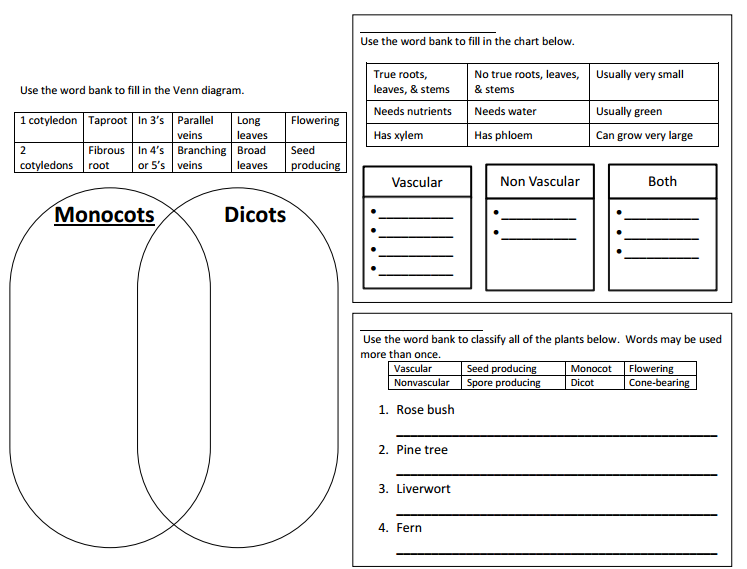 Use the word bank to fill in the Venn diagram.
1 cotyledon Taproot In 3's Parallel veins Long leaves Flowering
2 cotyledons Fibrous root In 4's or 5's Branching veins Broad leaves Seed producing
Monocots Dicots
Use the word bank to fill in the chart below.
True roots, leaves, & stems No true roots, leaves, & stems Usually very small
Needs nutrients Needs water Usually green
Has xylem Has phloem Can grow very large
Vascular Non Vascular Both
Use the word bank to classify all of the plants below. Words may be used
more than once.
Vascular Seed producing Monocot Flowering
Nonvascular Spore producing Dicot Cone-bearing
1. Rose bush
2. Pine tree
3. Liverwort
4. Fern